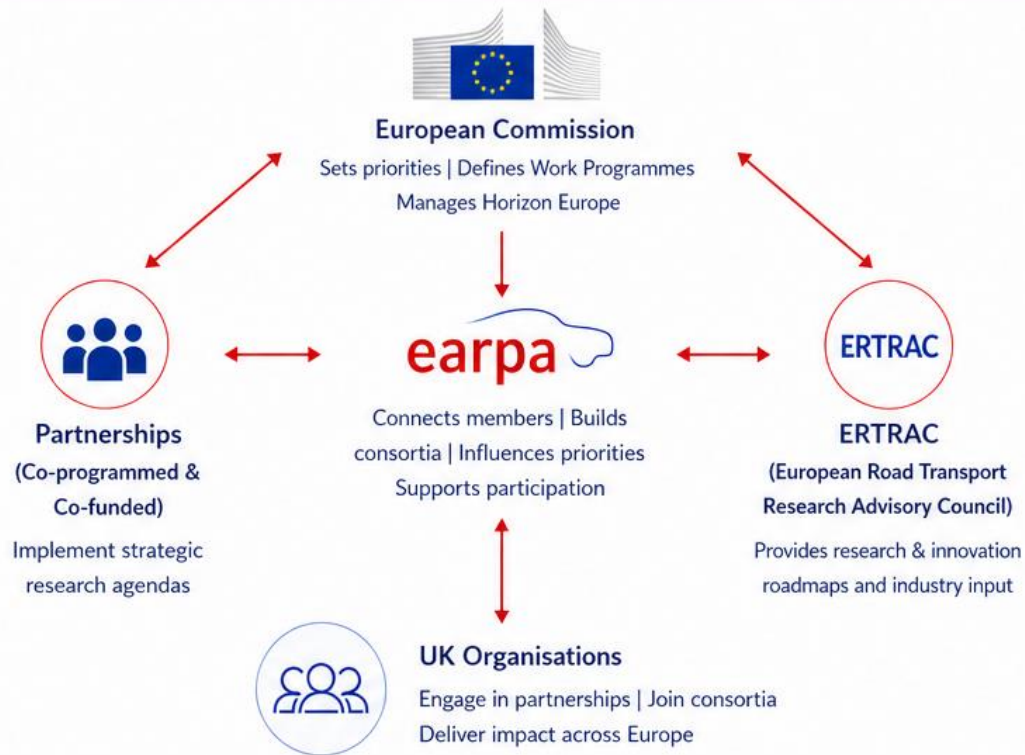 European Commission
Sets priorities | Defines Work Programmes
Manages Horizon Europe
earpa
Connects members | Builds
consortia | Influences priorities
Supports participation
Partnerships
(Co-programmed &
Co-funded)
Implement strategic
research agendas
ERTRAC
ERTRAC
(European Road Transport
Research Advisory Council)
Provides research & innovation
roadmaps and industry input
UK Organisations
Engage in partnerships | Join consortia
Deliver impact across Europe